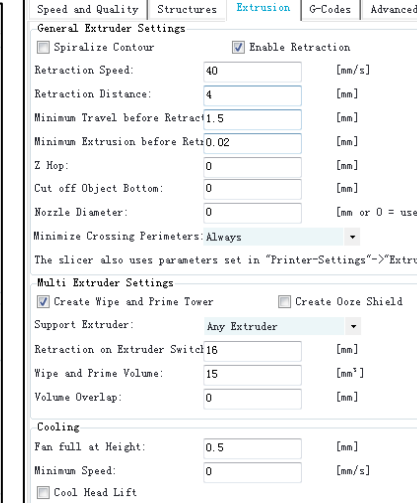 Speed and Quality Structures Extrusion G-Codes Advanced
General Extruder Settings
Spiralize Contour Enable Retraction
Retraction Speed: 40 [mm/s]
Retraction Distance: 4 [mm]
Minimum Travel before Retract 1.5 [mm]
Minimum Extrusion before Retr 0.02 [mm]
Z Hop: 0 [mm]
Cut off Object Bottom: 0 [mm]
Nozzle Diameter: 0 [mm or 0 = use
Minimize Crossing Perimeters: Always
The slicer also uses parameters set in "Printer-Settings"->"Extru
Multi Extruder Settings
Create Wipe and Prime Tower Create Ooze Shield
Support Extruder: Any Extruder
Retraction on Extruder Switch 16 [mm]
Wipe and Prime Volume: 15 [mm³]
Volume Overlap: 0 [mm]
Cooling
Fan full at Height: 0.5 [mm]
Minimum Speed: 0 [mm/s]
Cool Head Lift